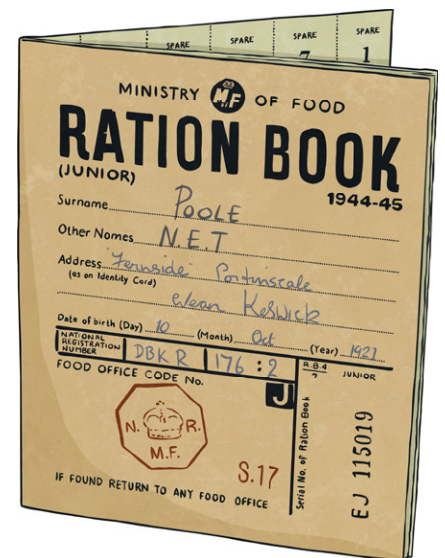 SPARE SPARE SPARE SPARE
7 1
MINISTRY MF OF FOOD
RATION BOOK
(JUNIOR) 1944-45
Surname POOLE
Other Nomes N.E.T
Address Fernside Portinscale
(as on Identity Card)
Wean Keswick
Date of birth (Day) 10 (Month) Oct (Year) 1927
NATIONAL REGISTRATION NUMBER DBKR 176 : 2
R.B.4
2 JUNIOR
FOOD OFFICE CODE No.
J
N. R.
M.F.
S.17
IF FOUND RETURN TO ANY FOOD OFFICE
Serial No. of Ration Book
EJ 115019